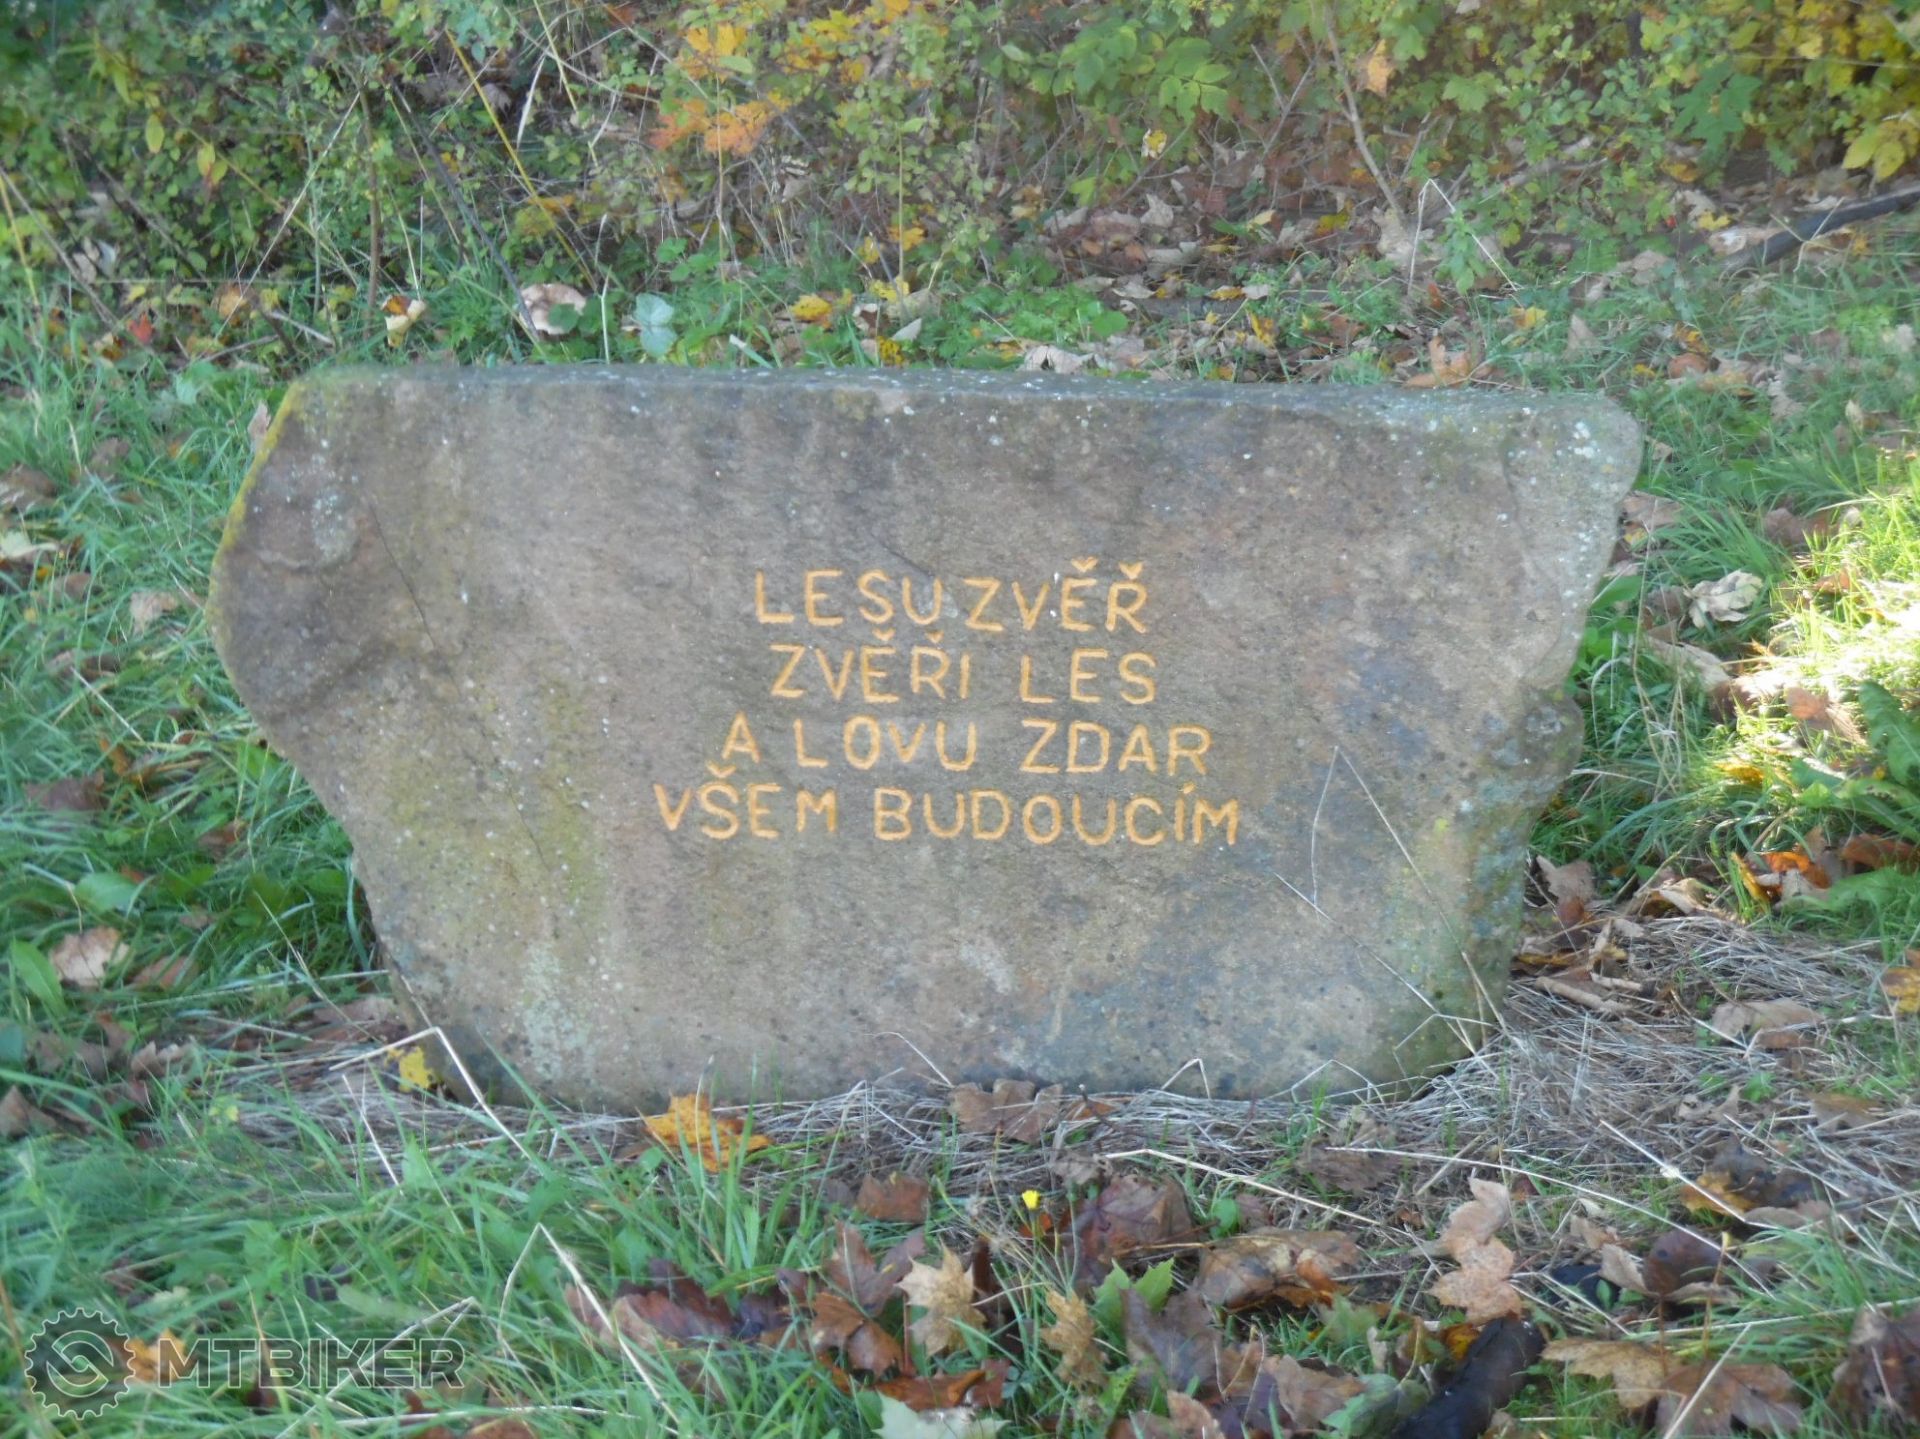 LESU ZVĚŘ
ZVĚŘI LES
A LOVU ZDAR
VŠEM BUDOUCÍM
MTBIKER